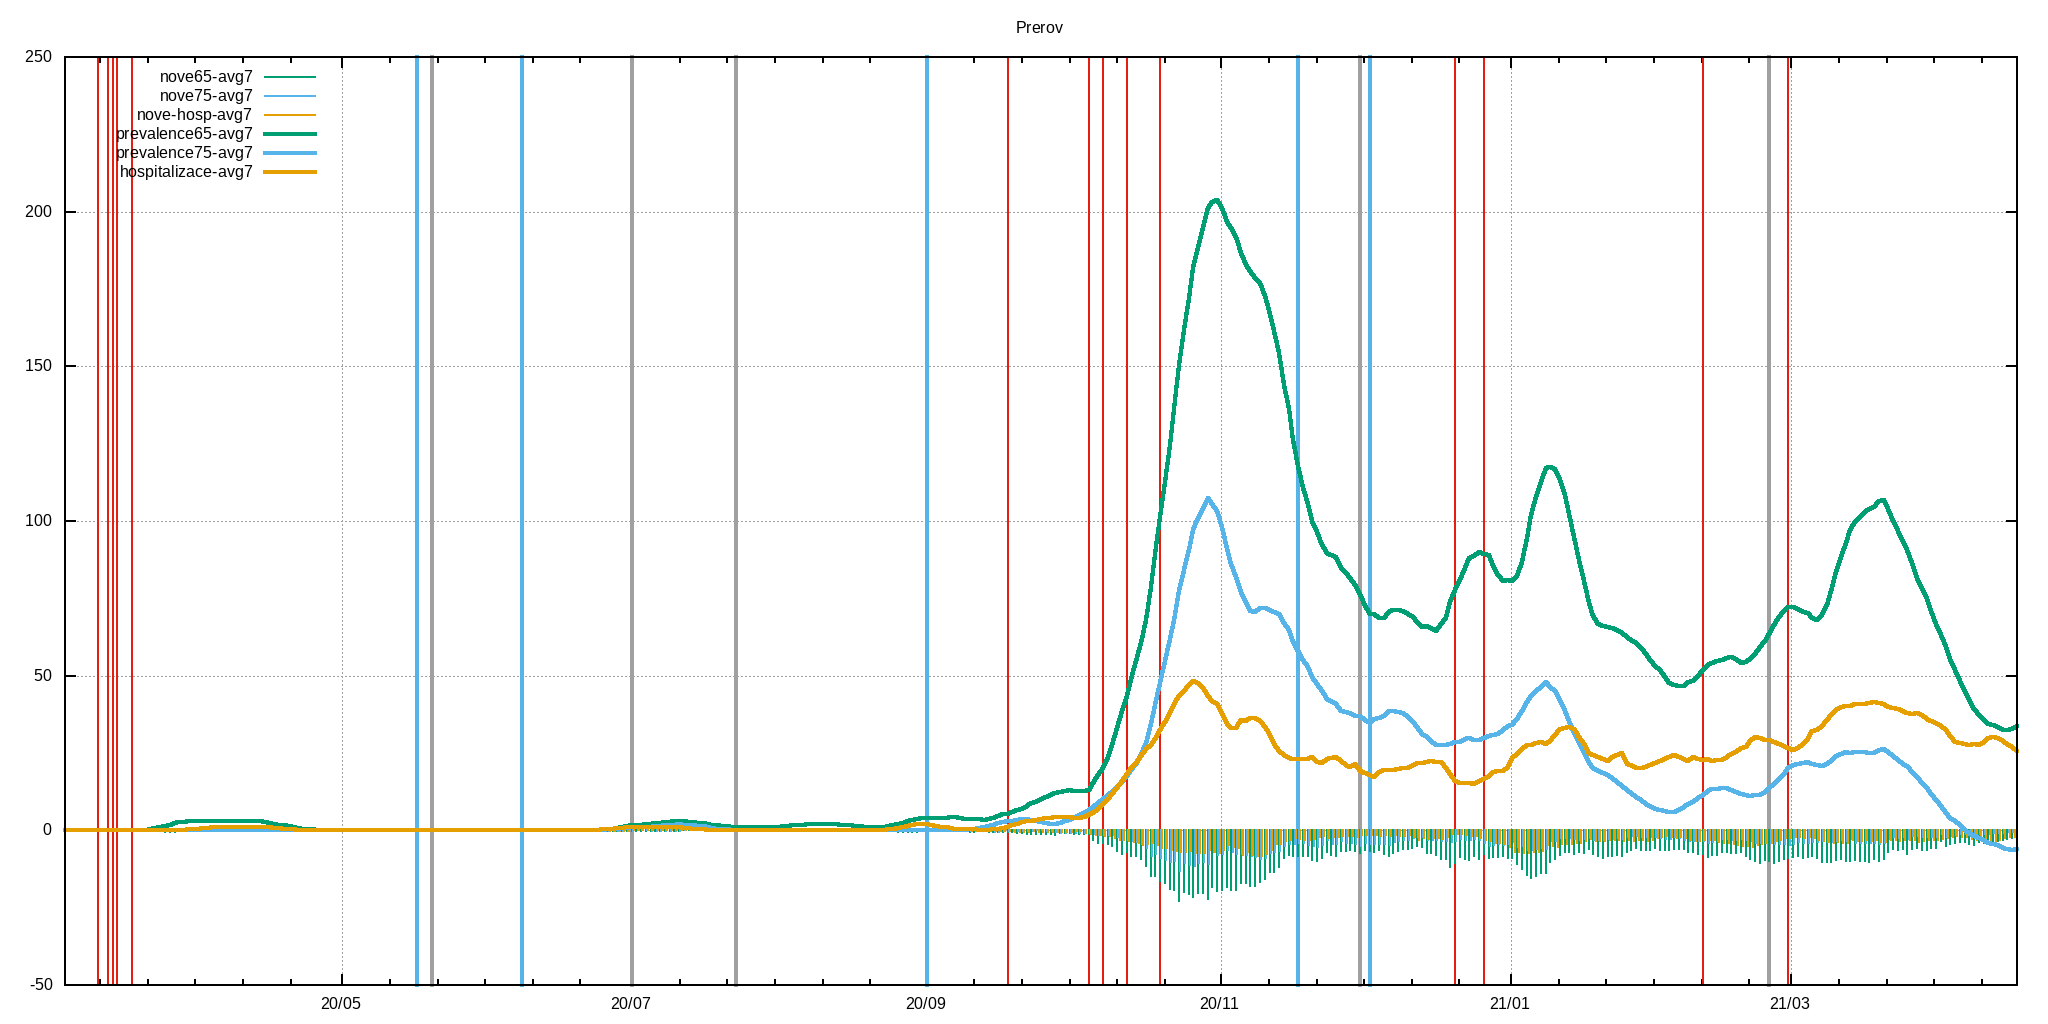 Prerov
250
200
150
100
50
0
-50
nove65-avg7
nove75-avg7
nove-hosp-avg7
prevalence65-avg7
prevalence75-avg7
hospitalizace-avg7
20/05 20/07 20/09 20/11 21/01 21/03